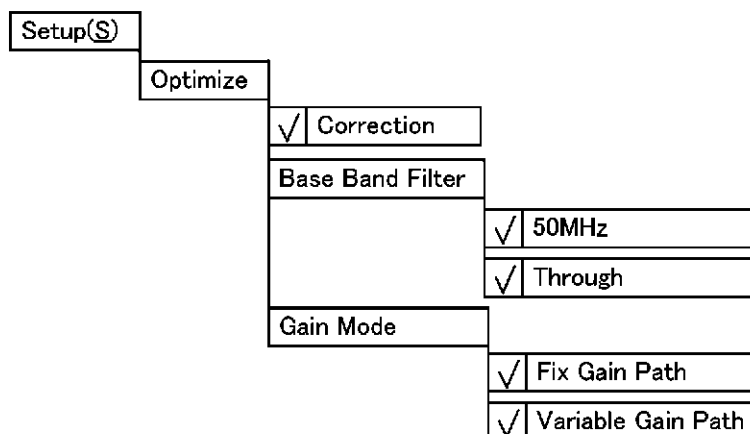 Setup(S)
Optimize
√ Correction
Base Band Filter
√ 50MHz
√ Through
Gain Mode
√ Fix Gain Path
√ Variable Gain Path